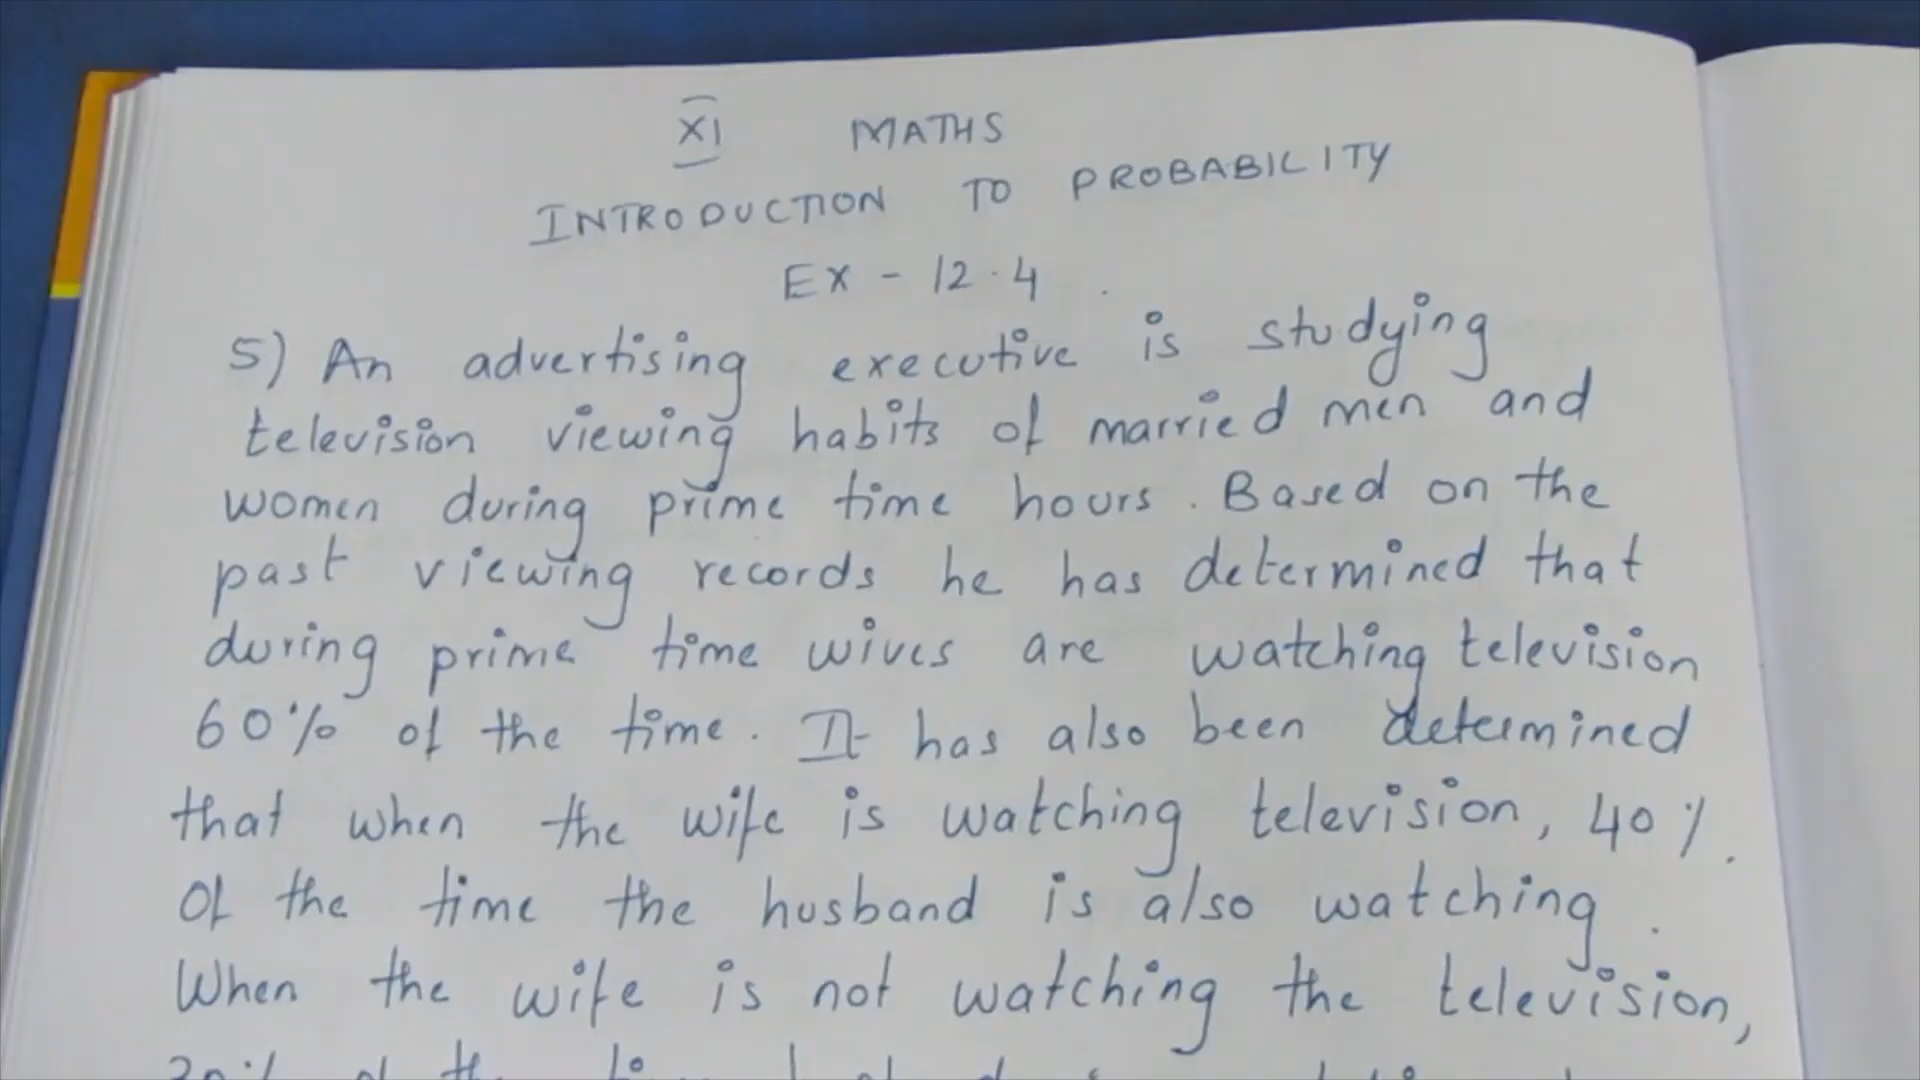 XI MATHS
INTRODUCTION TO PROBABILITY
EX - 12.4
5) An advertising executive is studying
television viewing habits of married men and
women during prime time hours. Based on the
past viewing records he has determined that
during prime time wives are watching television
60% of the time. It has also been determined
that when the wife is watching television, 40%
of the time the husband is also watching.
When the wife is not watching the television,